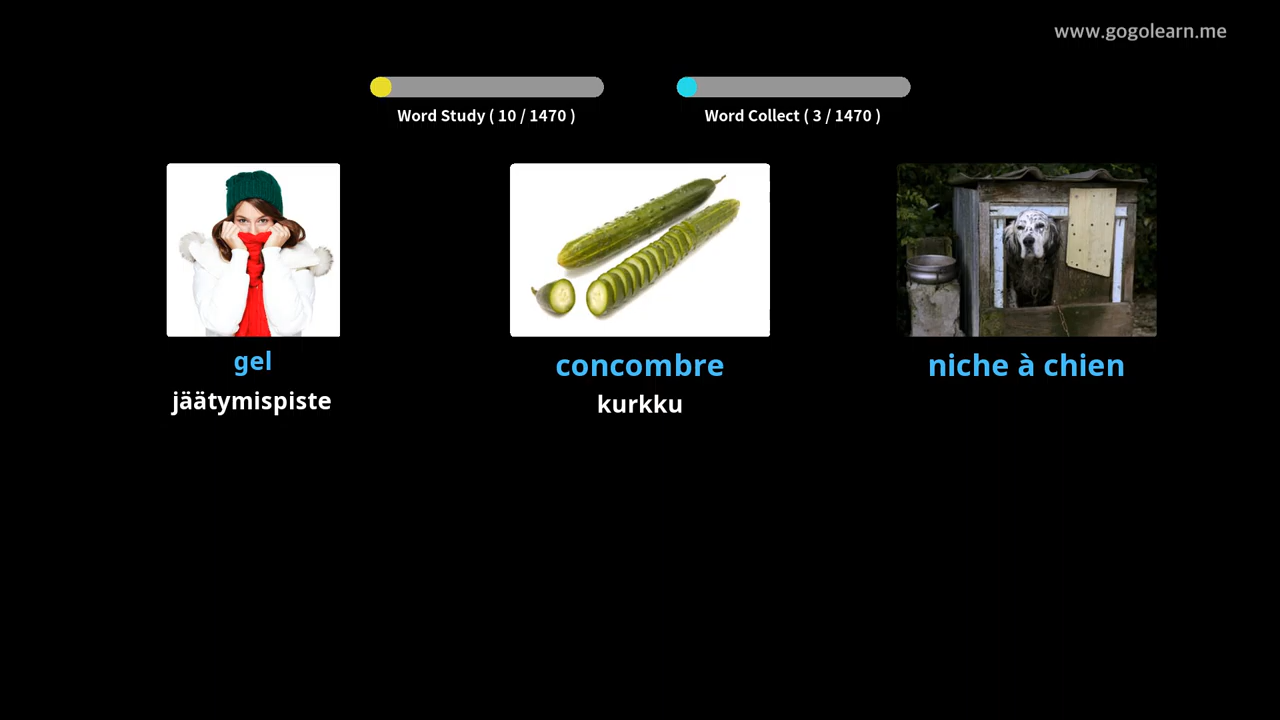 www.gogolearn.me
Word Study ( 10 / 1470 )
Word Collect ( 3 / 1470 )
gel
concombre
niche à chien
jäätymispiste
kurkku